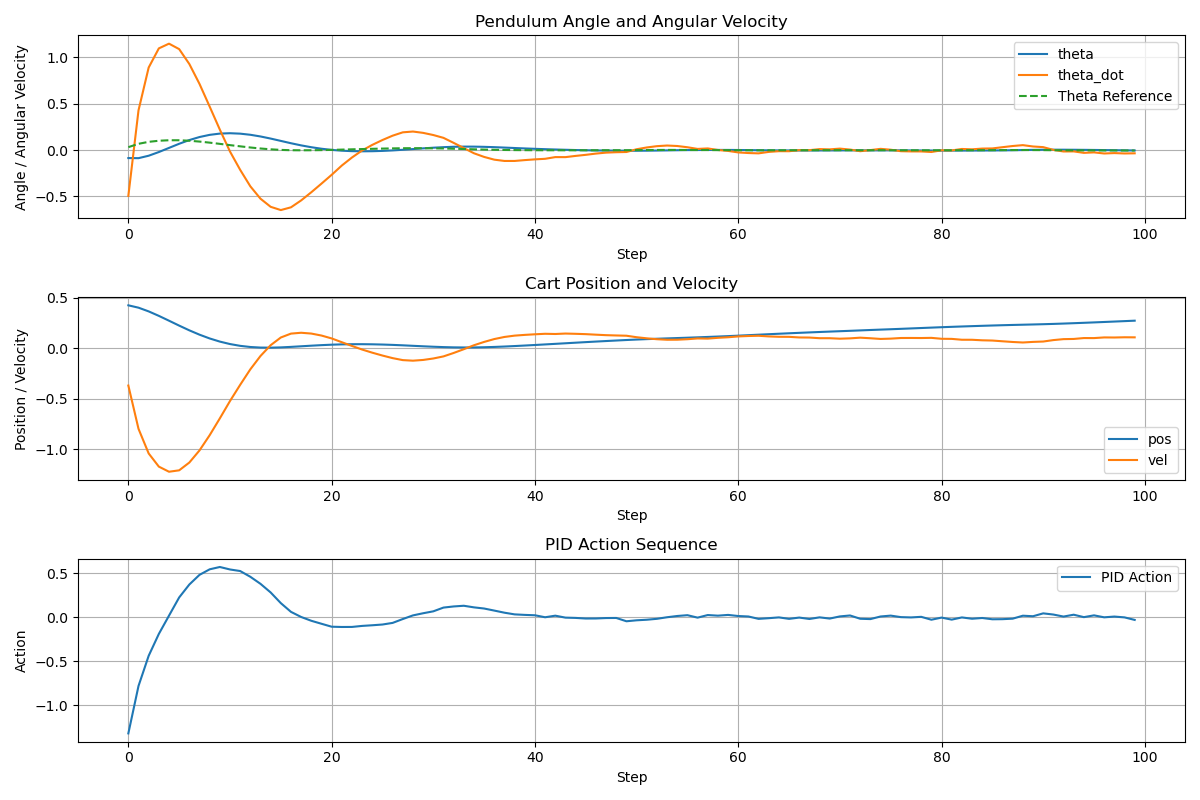 Pendulum Angle and Angular Velocity
Angle / Angular Velocity
1.0
0.5
0.0
−0.5
theta
theta_dot
Theta Reference
0 20 40 60 80 100
Step
Cart Position and Velocity
Position / Velocity
0.5
0.0
−0.5
−1.0
pos
vel
0 20 40 60 80 100
Step
PID Action Sequence
Action
0.5
0.0
−0.5
−1.0
PID Action
0 20 40 60 80 100
Step